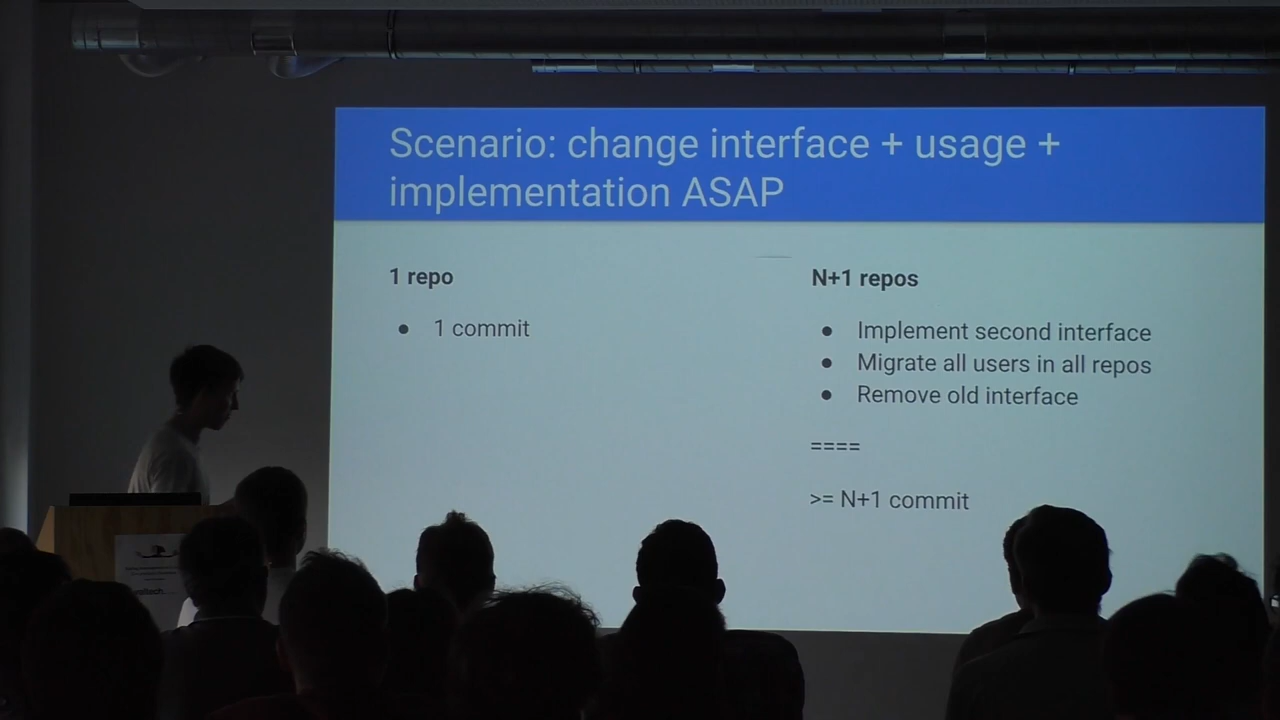 Scenario: change interface + usage +
implementation ASAP
1 repo
● 1 commit
N+1 repos
● Implement second interface
● Migrate all users in all repos
● Remove old interface
====
>= N+1 commit